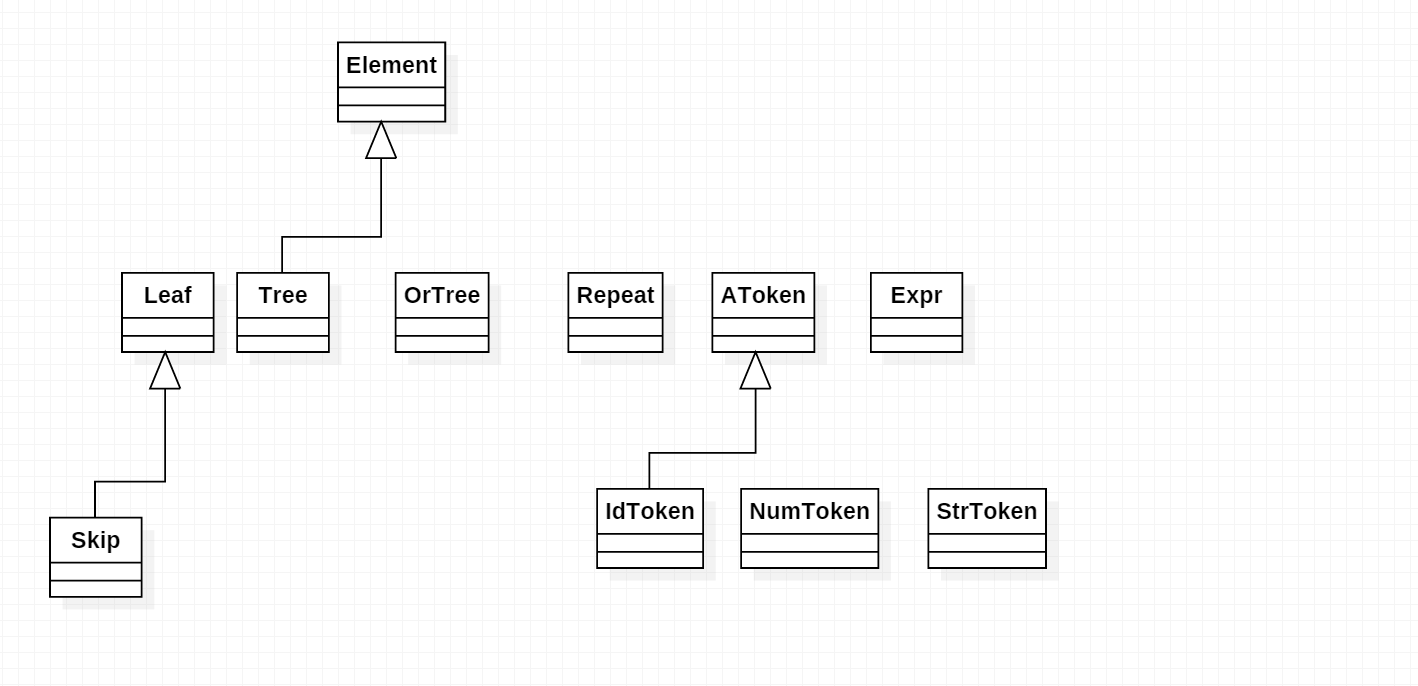 Element
Leaf
Tree
OrTree
Repeat
AToken
Expr
IdToken
NumToken
StrToken
Skip